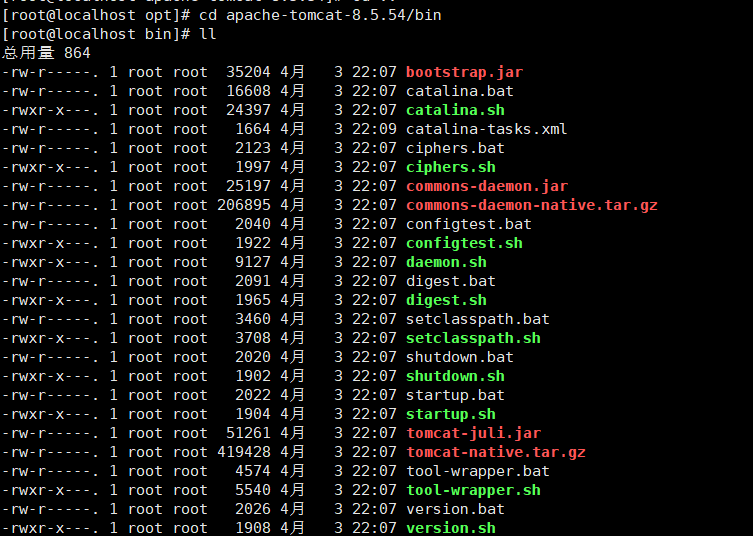 [root@localhost opt]# cd apache-tomcat-8.5.54/bin
[root@localhost bin]# ll
总用量 864
-rw-r-----. 1 root root  35204 4月   3 22:07 bootstrap.jar
-rw-r-----. 1 root root  16608 4月   3 22:07 catalina.bat
-rwxr-x---. 1 root root  24397 4月   3 22:07 catalina.sh
-rw-r-----. 1 root root   1664 4月   3 22:09 catalina-tasks.xml
-rw-r-----. 1 root root   2123 4月   3 22:07 ciphers.bat
-rwxr-x---. 1 root root   1997 4月   3 22:07 ciphers.sh
-rw-r-----. 1 root root  25197 4月   3 22:07 commons-daemon.jar
-rw-r-----. 1 root root 206895 4月   3 22:07 commons-daemon-native.tar.gz
-rw-r-----. 1 root root   2040 4月   3 22:07 configtest.bat
-rwxr-x---. 1 root root   1922 4月   3 22:07 configtest.sh
-rwxr-x---. 1 root root   9127 4月   3 22:07 daemon.sh
-rw-r-----. 1 root root   2091 4月   3 22:07 digest.bat
-rwxr-x---. 1 root root   1965 4月   3 22:07 digest.sh
-rw-r-----. 1 root root   3460 4月   3 22:07 setclasspath.bat
-rwxr-x---. 1 root root   3708 4月   3 22:07 setclasspath.sh
-rw-r-----. 1 root root   2020 4月   3 22:07 shutdown.bat
-rwxr-x---. 1 root root   1902 4月   3 22:07 shutdown.sh
-rw-r-----. 1 root root   2022 4月   3 22:07 startup.bat
-rwxr-x---. 1 root root   1904 4月   3 22:07 startup.sh
-rw-r-----. 1 root root  51261 4月   3 22:07 tomcat-juli.jar
-rw-r-----. 1 root root 419428 4月   3 22:07 tomcat-native.tar.gz
-rw-r-----. 1 root root   4574 4月   3 22:07 tool-wrapper.bat
-rwxr-x---. 1 root root   5540 4月   3 22:07 tool-wrapper.sh
-rw-r-----. 1 root root   2026 4月   3 22:07 version.bat
-rwxr-x---. 1 root root   1908 4月   3 22:07 version.sh